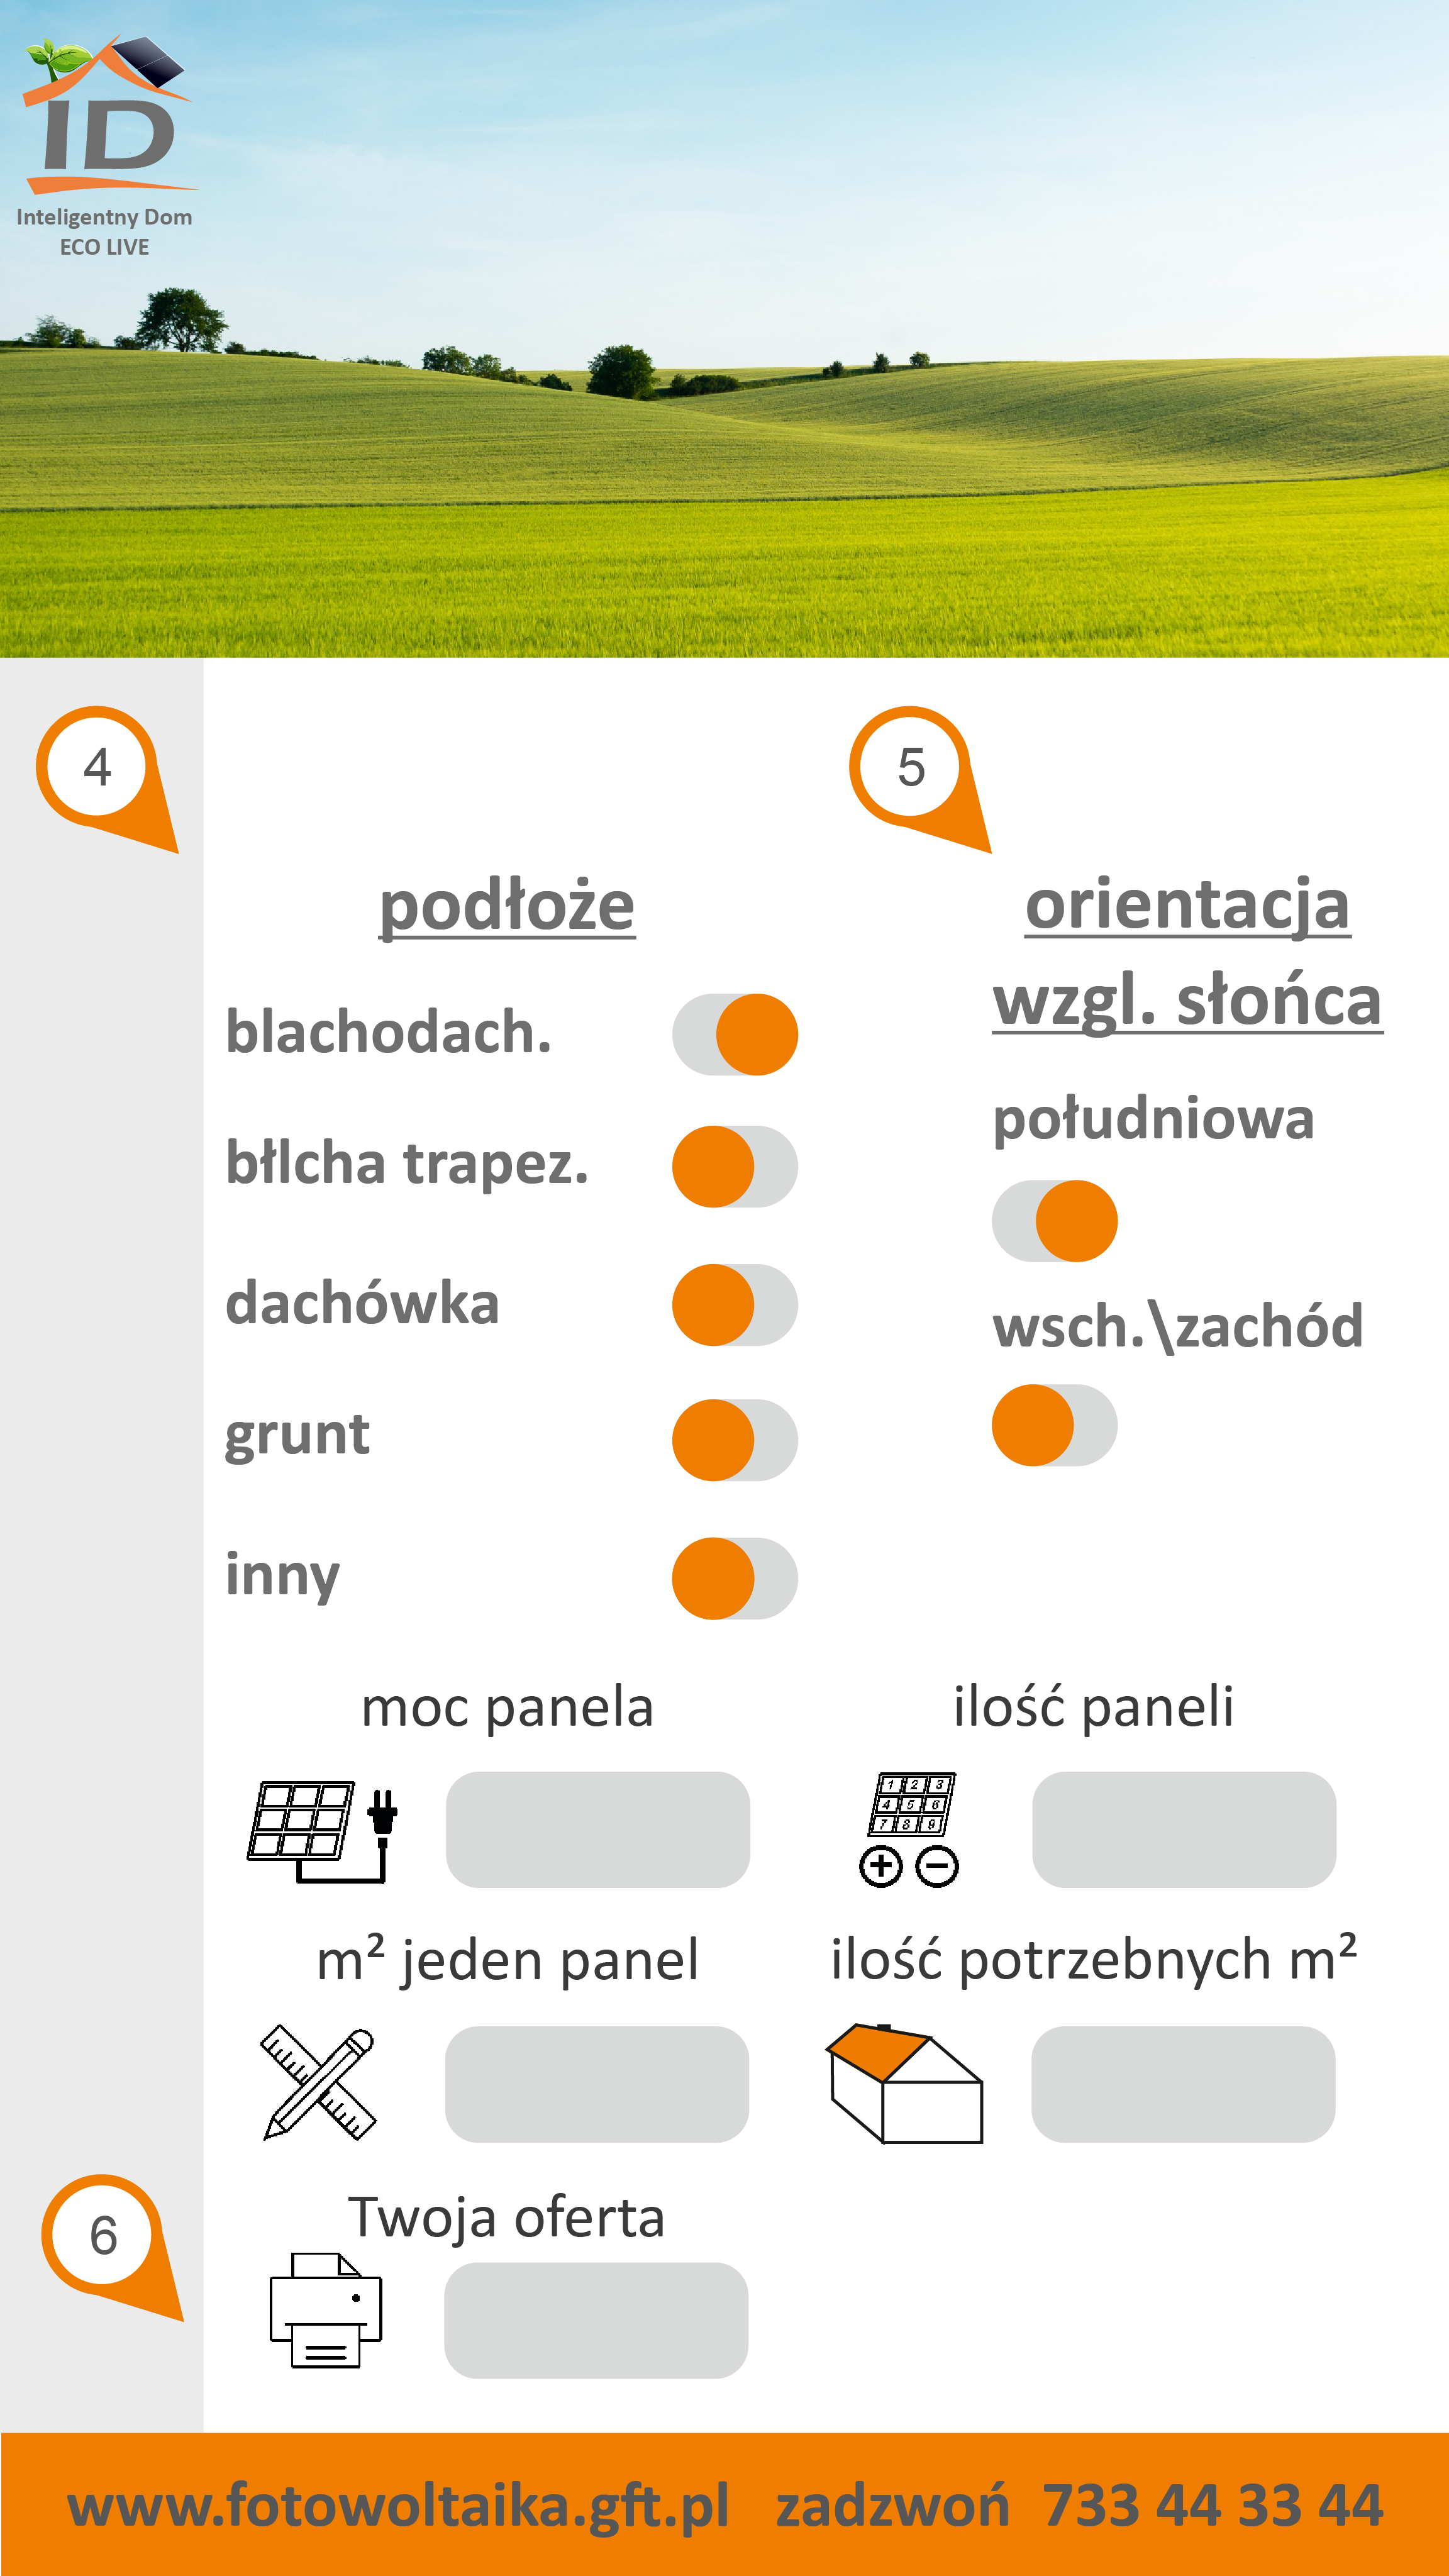 ID
Inteligentny Dom
ECO LIVE
4
5
podłoże
orientacja
wzgl. słońca
blachodach.
błlcha trapez.
dachówka
grunt
inny
południowa
wsch.\zachód
moc panela
ilość paneli
1 2 3
4 5 6
7 8 9
m² jeden panel
ilość potrzebnych m²
6
Twoja oferta
www.fotowoltaika.gft.pl zadzwoń 733 44 33 44